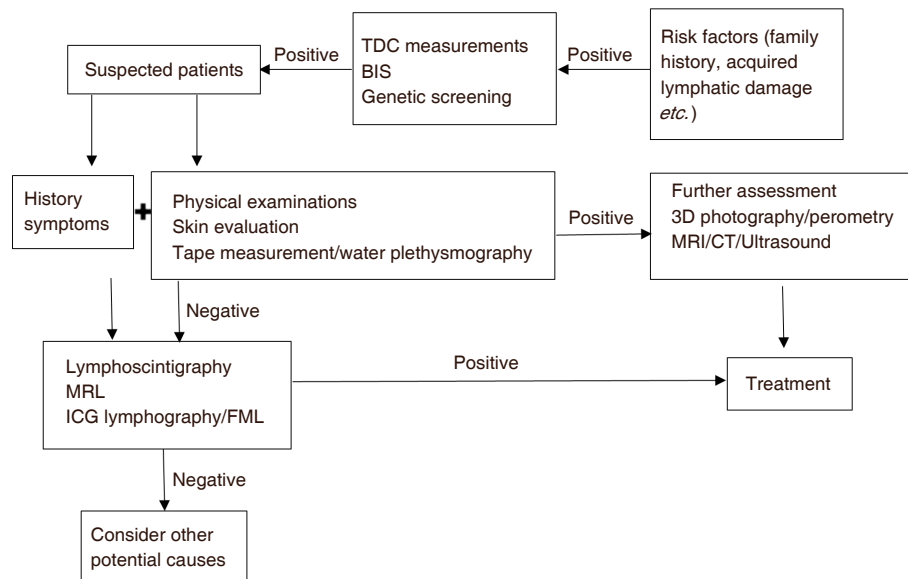 Suspected patients
Positive
TDC measurements
BIS
Genetic screening
Positive
Risk factors (family
history, acquired
lymphatic damage
etc.)
History
symptoms
+
Physical examinations
Skin evaluation
Tape measurement/water plethysmography
Positive
Further assessment
3D photography/perometry
MRI/CT/Ultrasound
Negative
Lymphoscintigraphy
MRL
ICG lymphography/FML
Positive
Treatment
Negative
Consider other
potential causes